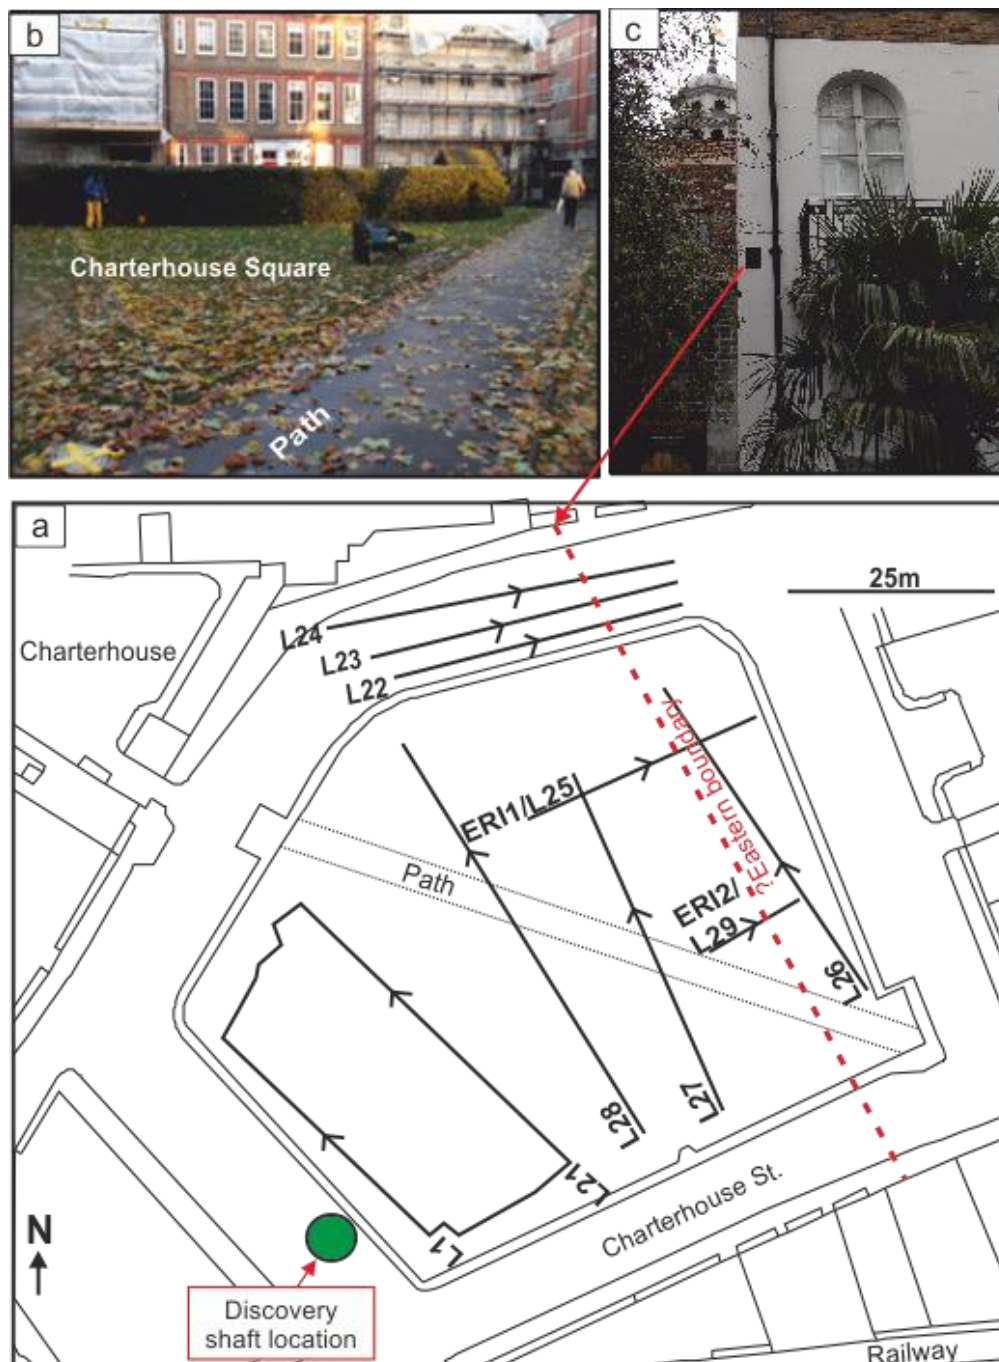 b
Charterhouse Square
Path
c
a
25m
Charterhouse
L24
L23
L22
ERI1/L25
?Eastern boundary
Path
ERI2/
L29
L26
L28
L27
L21
L1
Charterhouse St.
N
Discovery
shaft location
Railway